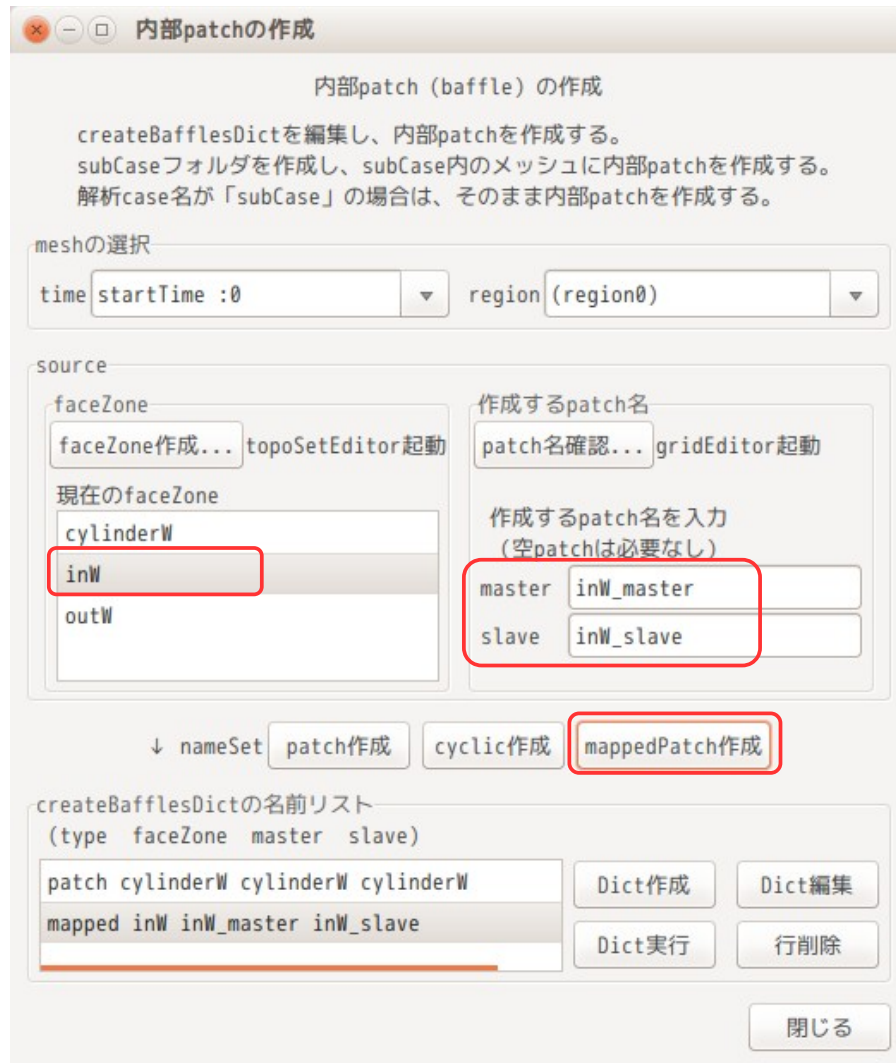 内部patchの作成
内部patch (baffle) の作成
createBafflesDictを編集し、内部patchを作成する。
subCaseフォルダを作成し、subCase内のメッシュに内部patchを作成する。
解析case名が「subCase」の場合は、そのまま内部patchを作成する。
meshの選択
time startTime :0 region (region0)
source
faceZone
faceZone作成... topoSetEditor起動
現在のfaceZone
cylinderW
inW
outW
作成するpatch名
patch名確認... gridEditor起動
作成するpatch名を入力
（空patchは必要なし）
master inW_master
slave inW_slave
↓ nameSet patch作成 cyclic作成 mappedPatch作成
createBafflesDictの名前リスト
(type faceZone master slave)
patch cylinderW cylinderW cylinderW
mapped inW inW_master inW_slave
Dict作成 Dict編集
Dict実行 行削除
閉じる